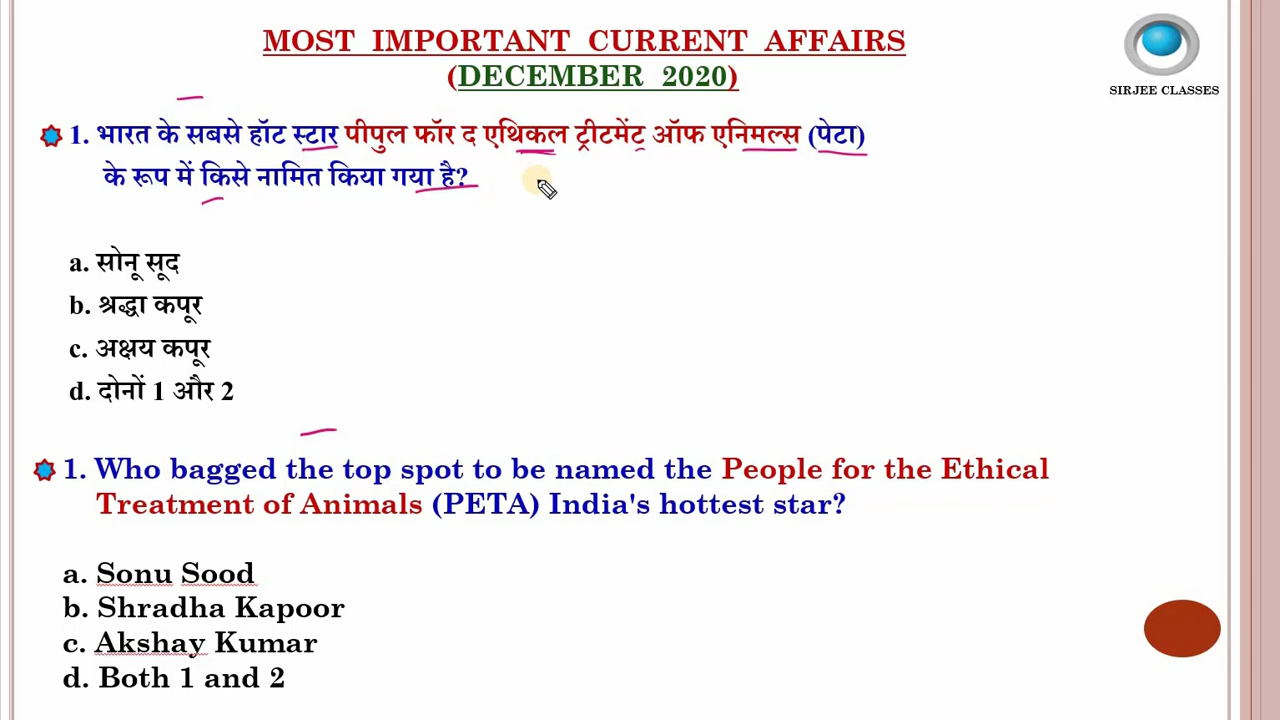 MOST IMPORTANT CURRENT AFFAIRS
(DECEMBER 2020)
SIRJEE CLASSES
1. भारत के सबसे हॉट स्टार पीपुल फॉर द एथिकल ट्रीटमेंट ऑफ एनिमल्स (पेटा)
के रूप में किसे नामित किया गया है?
a. सोनू सूद
b. श्रद्धा कपूर
c. अक्षय कपूर
d. दोनों 1 और 2
1. Who bagged the top spot to be named the People for the Ethical
Treatment of Animals (PETA) India's hottest star?
a. Sonu Sood
b. Shradha Kapoor
c. Akshay Kumar
d. Both 1 and 2